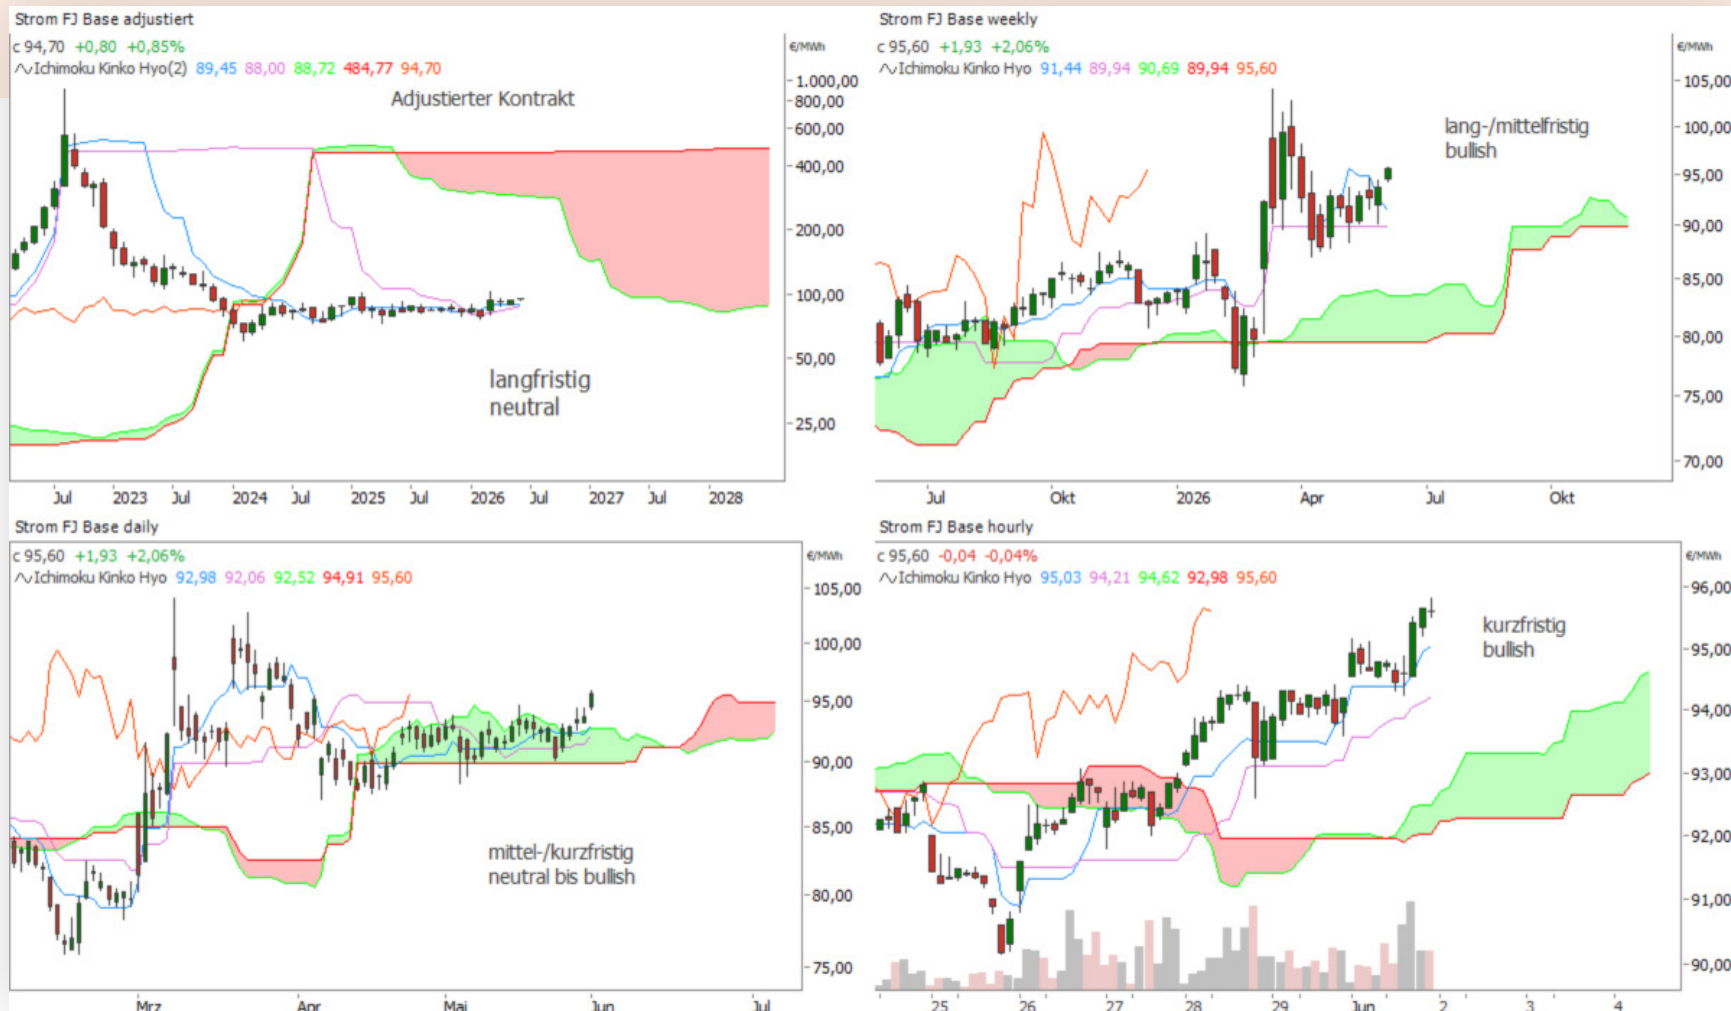 Strom FJ Base adjustiert
c 94,70 +0,80 +0,85%
€/MWh
Ichimoku Kinko Hyo(2) 89,45 88,00 88,72 484,77 94,70
Adjustierter Kontrakt
1.000,00
800,00
600,00
400,00
200,00
100,00
50,00
25,00
langfristig
neutral
Jul 2023 Jul 2024 Jul 2025 Jul 2026 Jul 2027 Jul 2028
Strom FJ Base weekly
c 95,60 +1,93 +2,06%
€/MWh
Ichimoku Kinko Hyo 91,44 89,94 90,69 89,94 95,60
lang-/mittelfristig
bullish
105,00
100,00
95,00
90,00
85,00
80,00
75,00
70,00
Jul Okt 2026 Apr Jul Okt
Strom FJ Base daily
c 95,60 +1,93 +2,06%
€/MWh
Ichimoku Kinko Hyo 92,98 92,06 92,52 94,91 95,60
105,00
100,00
95,00
90,00
85,00
80,00
75,00
mittel-/kurzfristig
neutral bis bullish
Mrz Apr Mai Jun Jul
Strom FJ Base hourly
c 95,60 -0,04 -0,04%
€/MWh
Ichimoku Kinko Hyo 95,03 94,21 94,62 92,98 95,60
kurzfristig
bullish
96,00
95,00
94,00
93,00
92,00
91,00
90,00
25 26 27 28 29 Jun 2 3 4